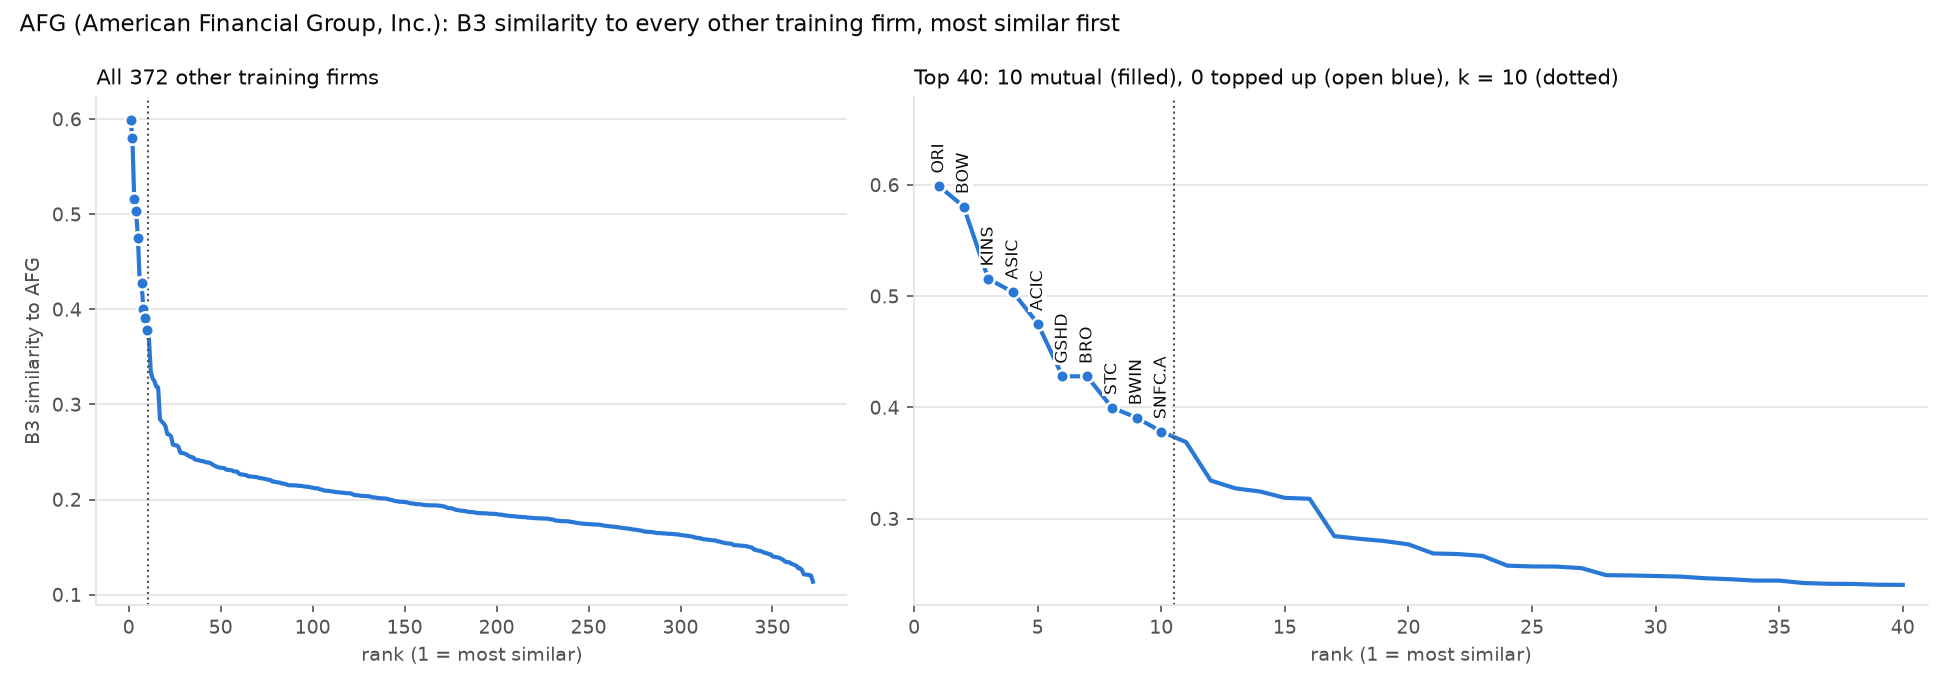 AFG (American Financial Group, Inc.): B3 similarity to every other training firm, most similar first
All 372 other training firms
B3 similarity to AFG
0.6
0.5
0.4
0.3
0.2
0.1
0
50
100
150
200
250
300
350
rank (1 = most similar)
Top 40: 10 mutual (filled), 0 topped up (open blue), k = 10 (dotted)
0.6
0.5
0.4
0.3
ORI
BOW
KINS
ASIC
ACIC
GSHD
BRO
STC
BWIN
SNFC.A
0
5
10
15
20
25
30
35
40
rank (1 = most similar)